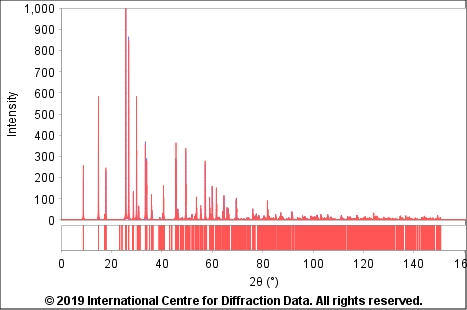 1,000
900
800
700
600
500
400
300
200
100
0
Intensity
0 20 40 60 80 100 120 140 16
2θ (°)
© 2019 International Centre for Diffraction Data. All rights reserved.